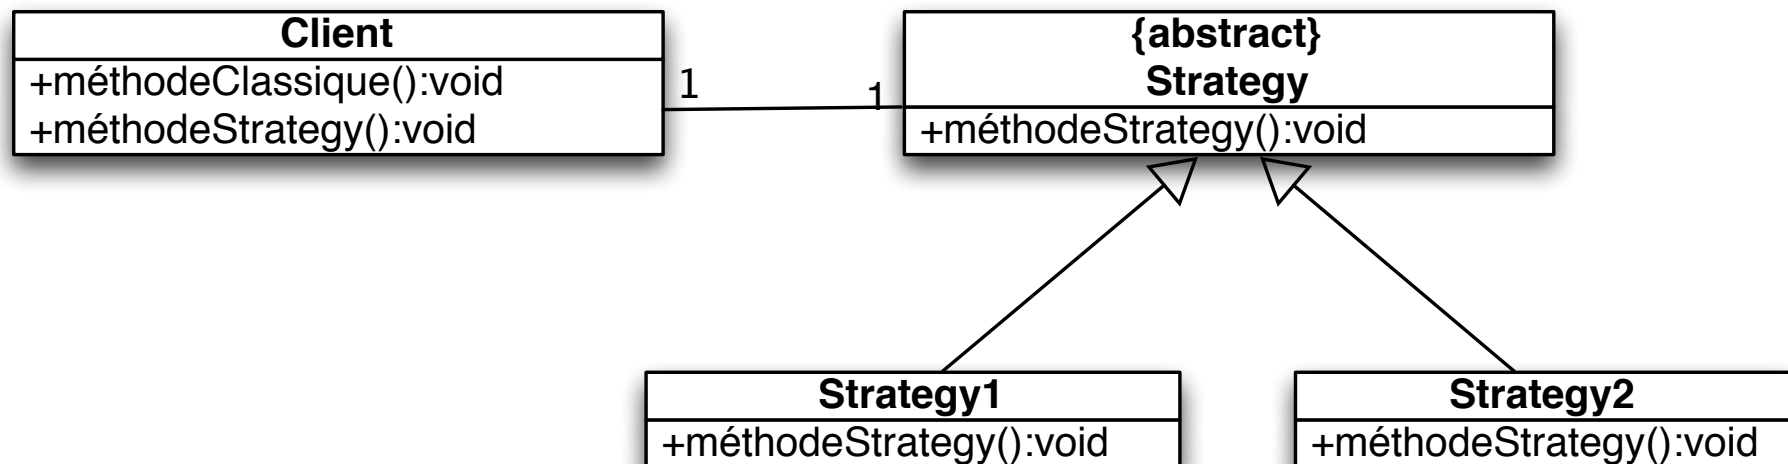 Client
+méthodeClassique():void
+méthodeStrategy():void
1
1
{abstract}
Strategy
+méthodeStrategy():void
Strategy1
+méthodeStrategy():void
Strategy2
+méthodeStrategy():void